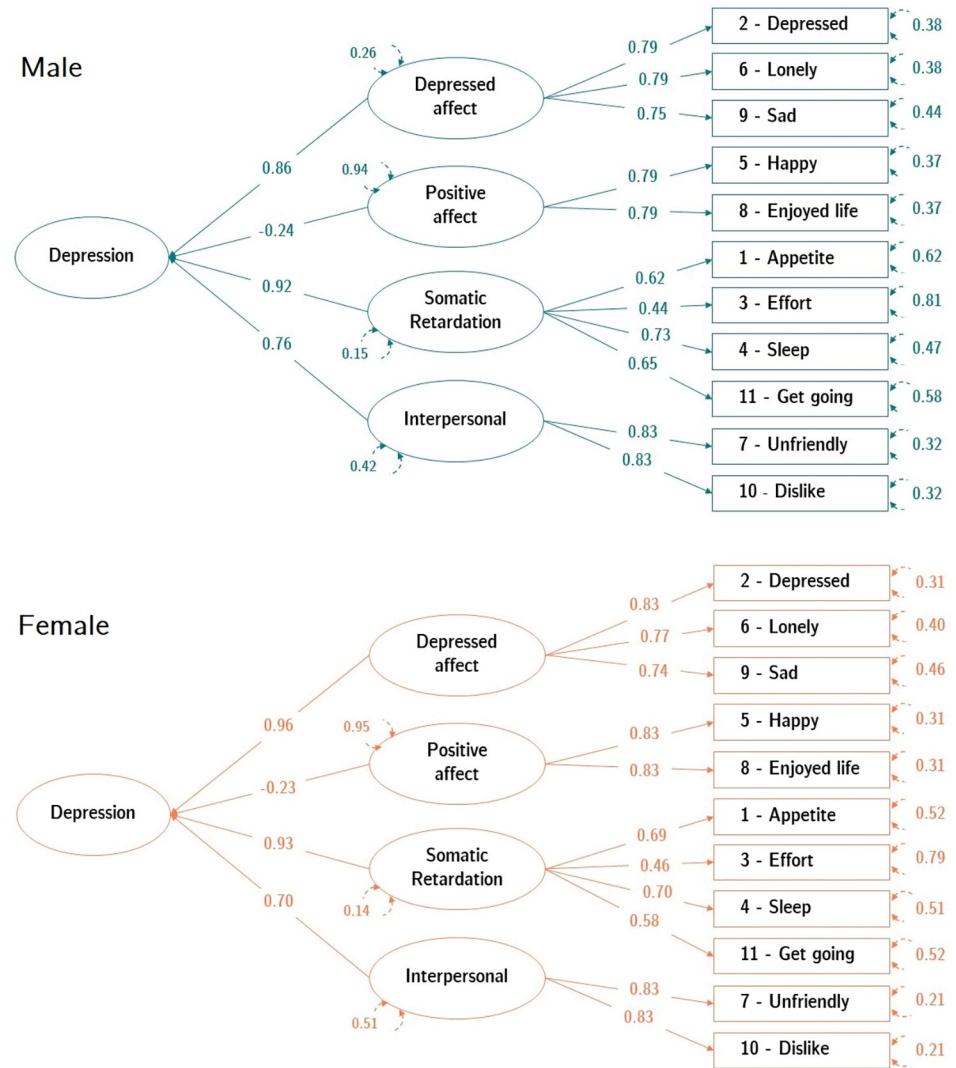 Male
Depression
0.86
-0.24
0.92
0.76
0.26
Depressed
affect
0.94
Positive
affect
Somatic
Retardation
0.15
Interpersonal
0.42
0.79
0.79
0.75
0.79
0.79
0.62
0.44
0.73
0.65
0.83
0.83
2 - Depressed 0.38
6 - Lonely 0.38
9 - Sad 0.44
5 - Happy 0.37
8 - Enjoyed life 0.37
1 - Appetite 0.62
3 - Effort 0.81
4 - Sleep 0.47
11 - Get going 0.58
7 - Unfriendly 0.32
10 - Dislike 0.32
Female
Depression
0.96
-0.23
0.93
0.70
Depressed
affect
0.95
Positive
affect
Somatic
Retardation
0.14
Interpersonal
0.51
0.83
0.77
0.74
0.83
0.83
0.69
0.46
0.70
0.58
0.83
0.83
2 - Depressed 0.31
6 - Lonely 0.40
9 - Sad 0.46
5 - Happy 0.31
8 - Enjoyed life 0.31
1 - Appetite 0.52
3 - Effort 0.79
4 - Sleep 0.51
11 - Get going 0.52
7 - Unfriendly 0.21
10 - Dislike 0.21